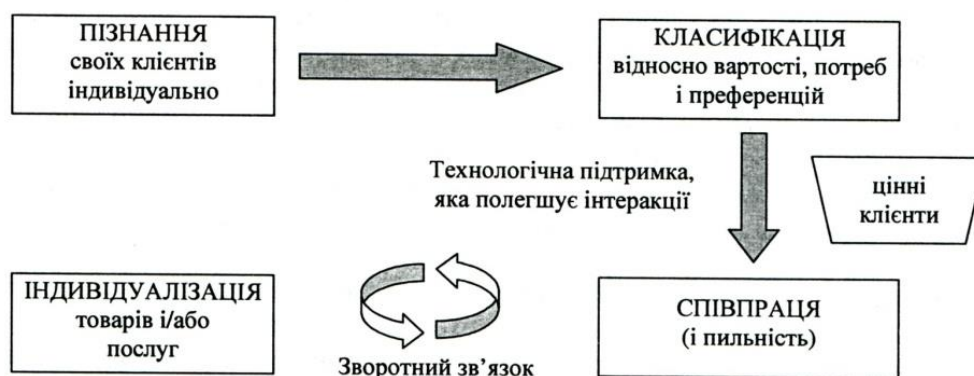 ПІЗНАННЯ
своїх клієнтів
індивідуально
КЛАСИФІКАЦІЯ
відносно вартості, потреб
і преференцій
Технологічна підтримка,
яка полегшує інтеракції
цінні
клієнти
ІНДИВІДУАЛІЗАЦІЯ
товарів і/або
послуг
Зворотний зв’язок
СПІВПРАЦЯ
(і пильність)